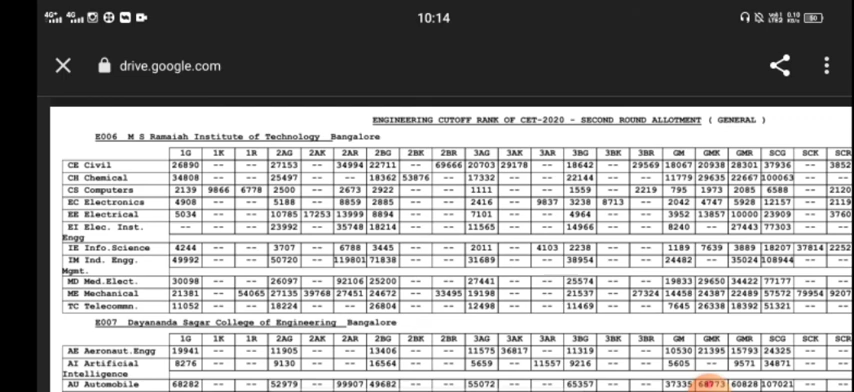 4G+ 4G 10:14 Vo) 1 LTE2 0.10 KB/s 50
drive.google.com
ENGINEERING CUTOFF RANK OF CET-2020 - SECOND ROUND ALLOTMENT ( GENERAL )
E006 M S Ramaiah Institute of Technology Bangalore
1G 1K 1R 2AG 2AK 2AR 2BG 2BK 2BR 3AG 3AK 3AR 3BG 3BK 3BR GM GMK GMR SCG SCK SCR
CE Civil 26890 -- -- 27153 -- 34994 22711 -- 69666 20703 29178 -- 18642 -- 29569 18067 20938 28301 37936 -- 3852
CH Chemical 34808 -- -- 25497 -- -- 18362 53876 -- 17332 -- -- 22144 -- -- 11779 29635 22667 100063 -- --
CS Computers 2139 9866 6778 2500 -- 2673 2922 -- -- 1111 -- -- 1559 -- 2219 795 1973 2085 6588 -- 2120
EC Electronics 4908 -- -- 5188 -- 8859 2885 -- -- 2416 -- 9837 3238 8713 -- 2042 4747 5928 12157 -- 2119
EE Electrical 5034 -- -- 10785 17253 13999 8894 -- -- 7101 -- -- 4964 -- -- 3952 13857 10000 23909 -- 3760
EI Elec. Inst. -- -- -- 23992 -- 35748 18214 -- -- 11565 -- -- 14966 -- -- 8240 -- 27443 77303 -- --
Engg
IE Info.Science 4244 -- -- 3707 -- 6788 3445 -- -- 2011 -- 4103 2238 -- -- 1189 7639 3889 18207 37814 2252
IM Ind. Engg. 49992 -- -- 50720 -- 119801 71838 -- -- 31689 -- -- 38954 -- -- 24482 -- 35024 108944 -- --
Mgmt.
MD Med.Elect. 30098 -- -- 26097 -- 92106 25200 -- -- 27441 -- -- 25574 -- -- 19833 29650 34422 77177 -- --
ME Mechanical 21381 -- 54065 27135 39768 27451 24672 -- 33495 19198 -- -- 21537 -- 27324 14458 24387 22489 57572 79954 9207
TC Telecommn. 11052 -- -- 18224 -- -- 26804 -- -- 12498 -- -- 11469 -- -- 7645 26338 18392 51321 -- --
E007 Dayananda Sagar College of Engineering Bangalore
1G 1K 1R 2AG 2AK 2AR 2BG 2BK 2BR 3AG 3AK 3AR 3BG 3BK 3BR GM GMK GMR SCG SCK SCR
AE Aeronaut.Engg 19941 -- -- 11905 -- -- 13406 -- -- 11575 36817 -- 11319 -- -- 10530 21395 15793 24325 -- --
AI Artificial 8276 -- -- 9130 -- -- 16564 -- -- 5659 -- 11557 9216 -- -- 5605 -- 9571 34871 -- --
Intelligence
AU Automobile 68282 -- -- 52979 -- 99907 49682 -- -- 55072 -- -- 65357 -- -- 37335 68773 60828 107021 -- --